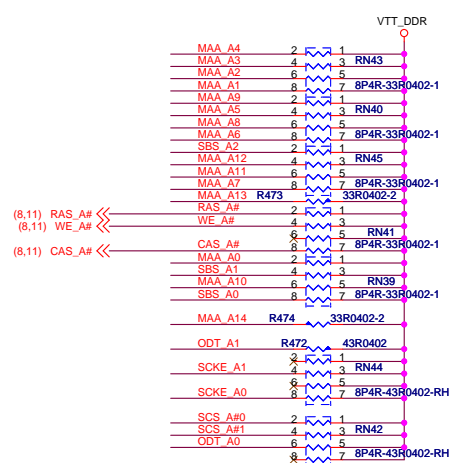 VTT_DDR
MAA_A4 2 1
MAA_A3 4 3 RN43
MAA_A2 6 5
MAA_A1 8 7 8P4R-33R0402-1
MAA_A9 2 1
MAA_A5 4 3 RN40
MAA_A8 6 5
MAA_A6 8 7 8P4R-33R0402-1
SBS_A2 2 1
MAA_A12 4 3 RN45
MAA_A11 6 5
MAA_A7 8 7 8P4R-33R0402-1
MAA_A13 R473 33R0402-2
(8,11) RAS_A# RAS_A# 2 1
(8,11) WE_A# WE_A# 4 3
6 5 RN41
(8,11) CAS_A# CAS_A# 8 7 8P4R-33R0402-1
MAA_A0 2 1
SBS_A1 4 3
MAA_A10 6 5 RN39
SBS_A0 8 7 8P4R-33R0402-1
MAA_A14 R474 33R0402-2
ODT_A1 R472 43R0402
2 1
SCKE_A1 4 3 RN44
6 5
SCKE_A0 8 7 8P4R-43R0402-RH
SCS_A#0 2 1
SCS_A#1 4 3 RN42
ODT_A0 6 5
8 7 8P4R-43R0402-RH